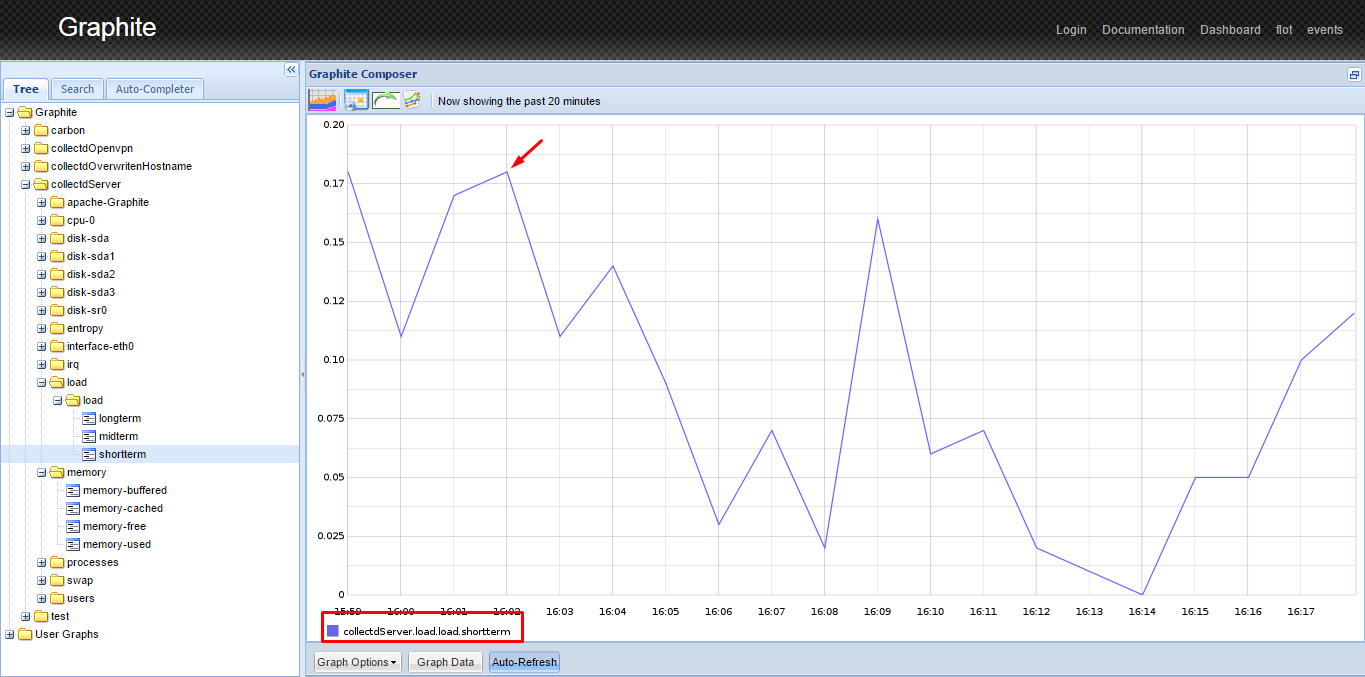 Graphite
Login Documentation Dashboard flot events
Tree Search Auto-Completer
Graphite
carbon
collectdOpenvpn
collectdOverwritenHostname
collectdServer
apache-Graphite
cpu-0
disk-sda
disk-sda1
disk-sda2
disk-sda3
disk-sr0
entropy
interface-eth0
irq
load
load
longterm
midterm
shortterm
memory
memory-buffered
memory-cached
memory-free
memory-used
processes
swap
users
test
User Graphs
Graphite Composer
Now showing the past 20 minutes
0.20
0.17
0.15
0.12
0.10
0.075
0.05
0.025
0
15:59 16:00 16:01 16:02 16:03 16:04 16:05 16:06 16:07 16:08 16:09 16:10 16:11 16:12 16:13 16:14 16:15 16:16 16:17
collectdServer.load.load.shortterm
Graph Options Graph Data Auto-Refresh